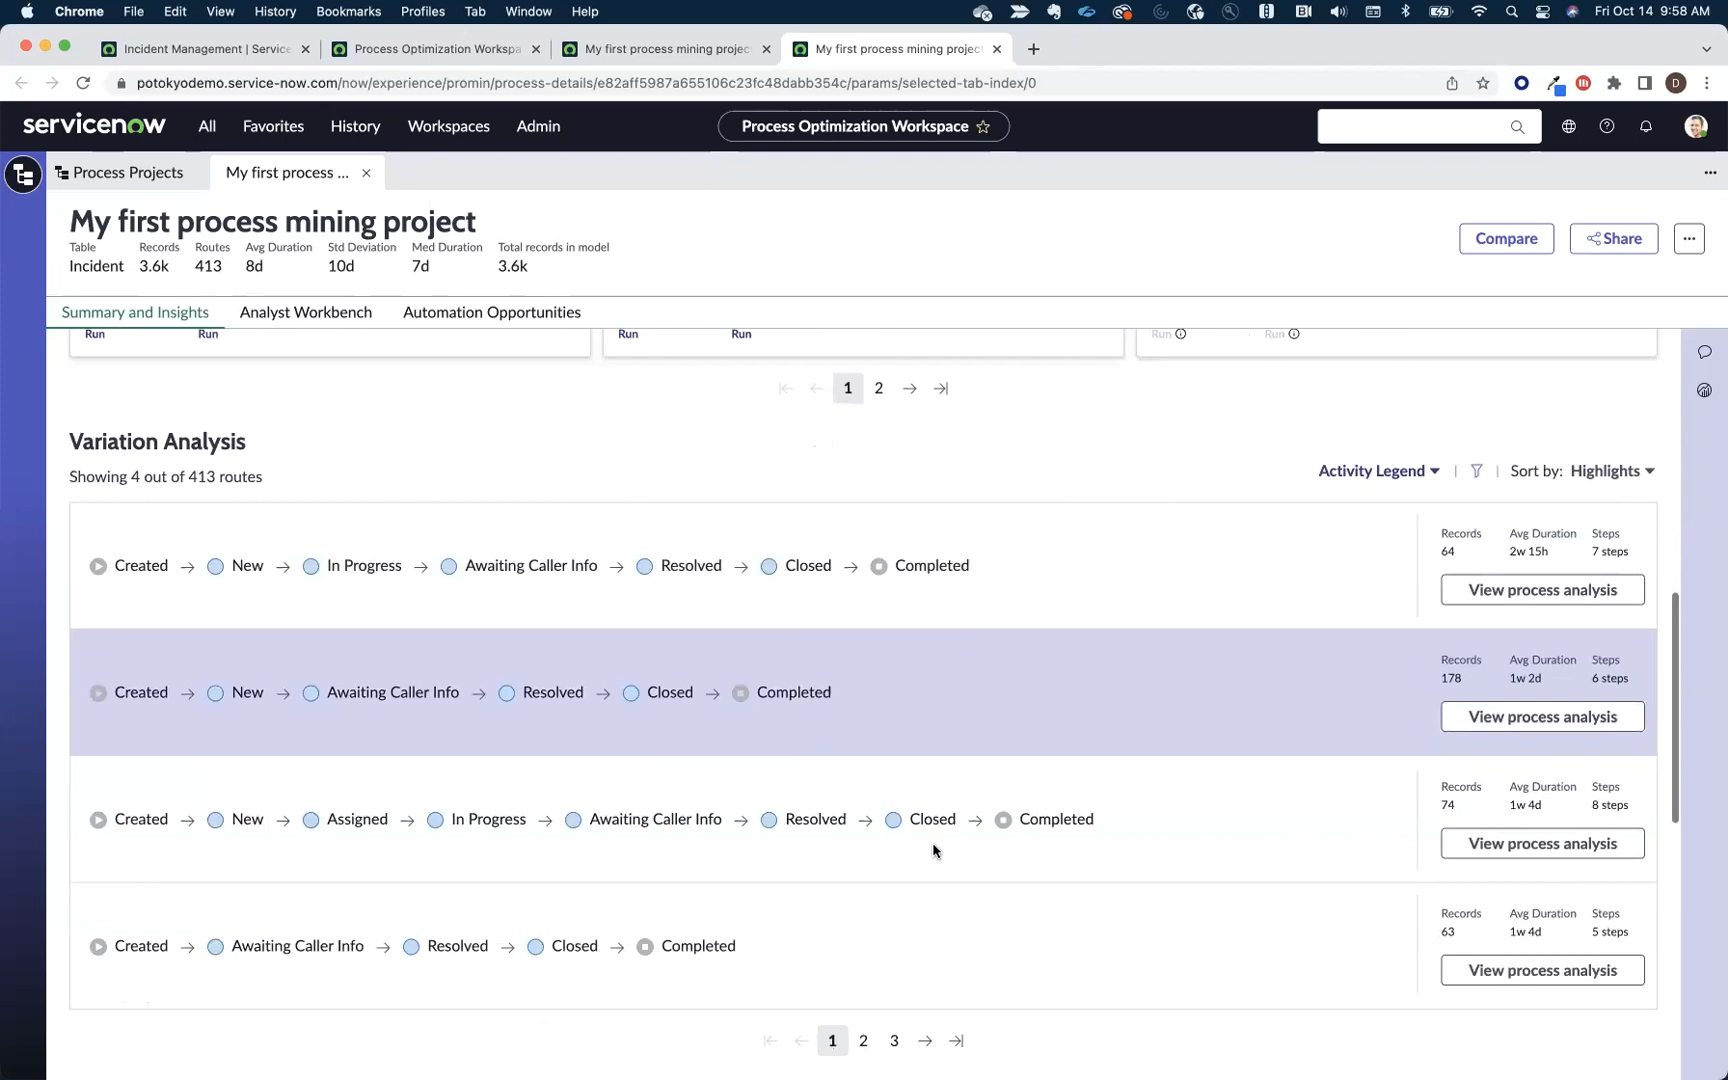 Chrome File Edit View History Bookmarks Profiles Tab Window Help Fri Oct 14 9:58 AM
Incident Management | Service Process Optimization Workspa My first process mining project My first process mining project
potokyodemo.service-now.com/now/experience/promin/process-details/e82aff5987a655106c23fc48dabb354c/params/selected-tab-index/0 D
servicenow All Favorites History Workspaces Admin Process Optimization Workspace
Process Projects My first process ...
My first process mining project
Table Records Routes Avg Duration Std Deviation Med Duration Total records in model
Incident 3.6k 413 8d 10d 7d 3.6k
Compare Share
Summary and Insights Analyst Workbench Automation Opportunities
Run Run Run Run Run Run
1 2
Variation Analysis
Showing 4 out of 413 routes
Activity Legend Sort by: Highlights
Created → New → In Progress → Awaiting Caller Info → Resolved → Closed → Completed
Records Avg Duration Steps
64 2w 15h 7 steps
View process analysis
Created → New → Awaiting Caller Info → Resolved → Closed → Completed
Records Avg Duration Steps
178 1w 2d 6 steps
View process analysis
Created → New → Assigned → In Progress → Awaiting Caller Info → Resolved → Closed → Completed
Records Avg Duration Steps
74 1w 4d 8 steps
View process analysis
Created → Awaiting Caller Info → Resolved → Closed → Completed
Records Avg Duration Steps
63 1w 4d 5 steps
View process analysis
1 2 3